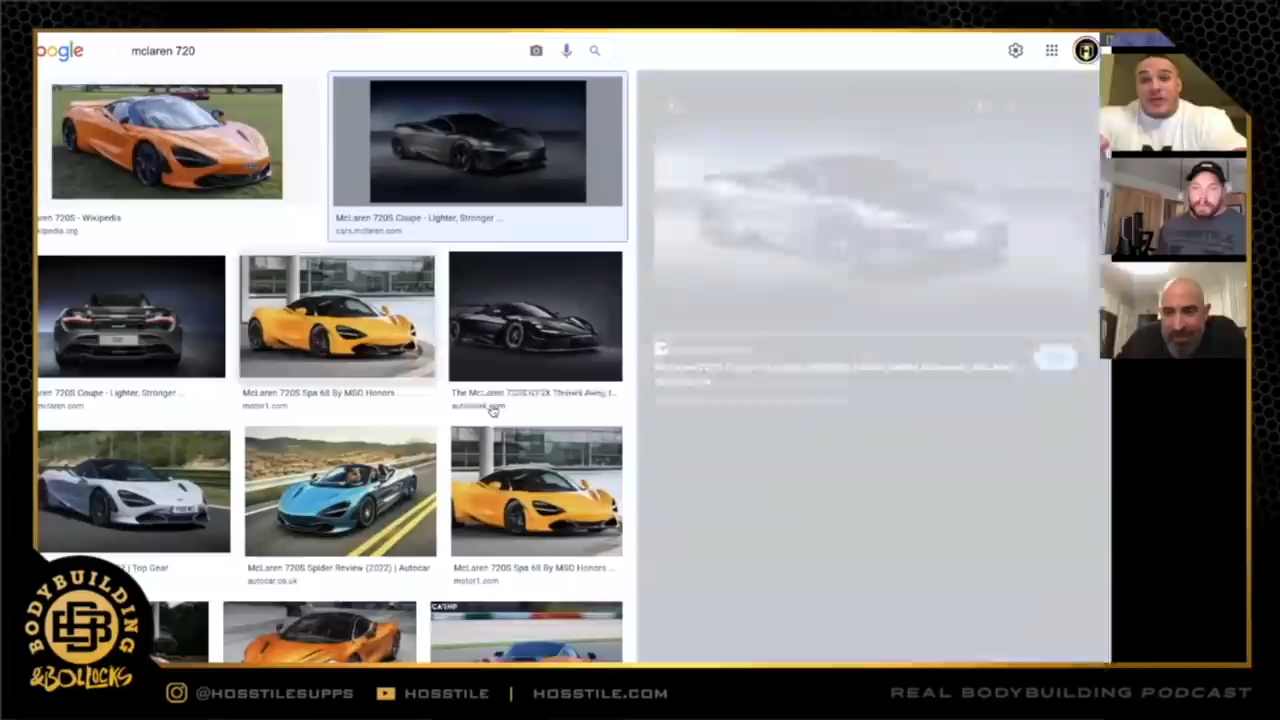 oogle
mclaren 720
aren 720S - Wikipedia
kipedia.org
McLaren 720S Coupe - Lighter, Stronger ...
cars.mclaren.com
720S Coupe - Lighter, Stronger ...
mclaren.com
McLaren 720S Spa 68 By MSO Honors
motor1.com
The McLaren
| Top Gear
McLaren 720S Spider Review (2022) | Autocar
autocar.co.uk
McLaren 720S Spa 68 By MSO Honors ...
motor1.com
BODYBUILDING
&BOLLOCKS
@HOSSTILESUPPS
HOSSTILE
|
HOSSTILE.COM
REAL BODYBUILDING PODCAST